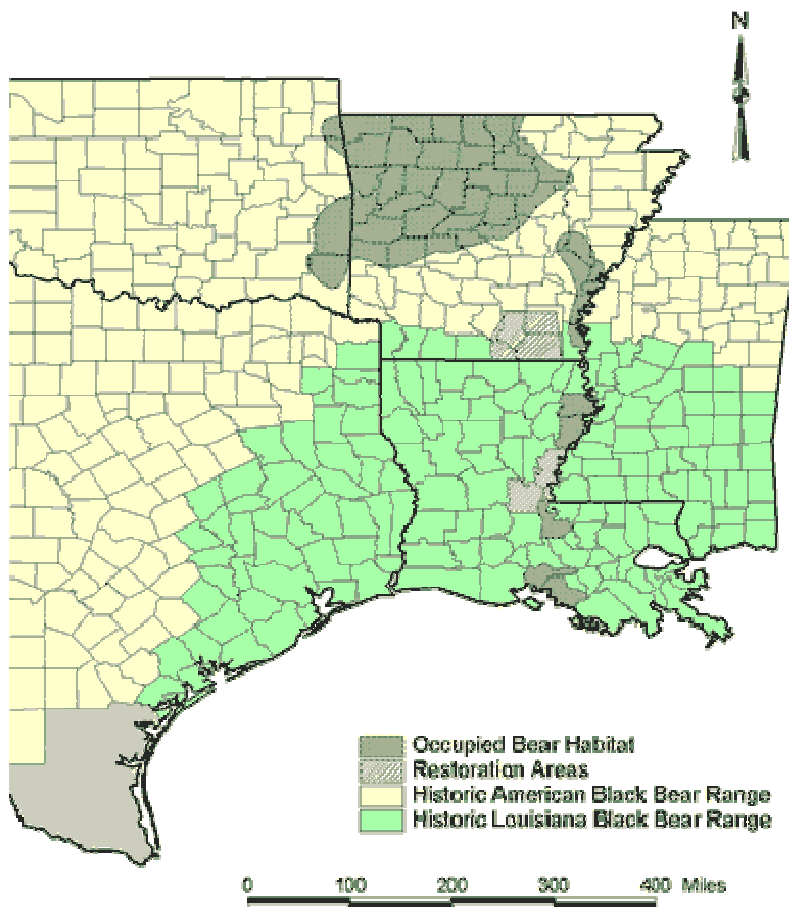 N
Occupied Bear Habitat
Restoration Areas
Historic American Black Bear Range
Historic Louisiana Black Bear Range
0 100 200 300 400 Miles